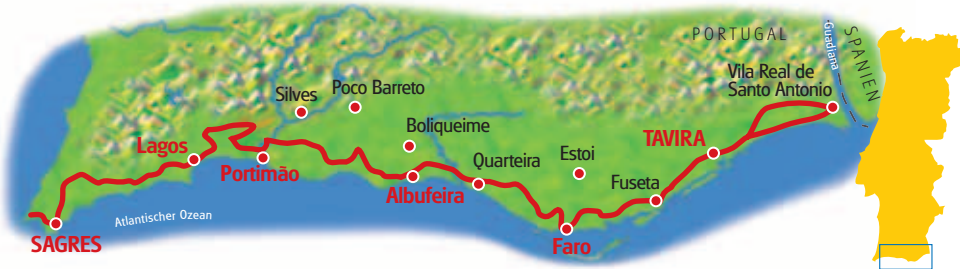 PORTUGAL
Guadiana
SPANIEN
Vila Real de
Santo Antonio
Silves
Poco Barreto
Boliqueime
Lagos
Portimão
Quarteira
Estoi
TAVIRA
Albufeira
Fuseta
Atlantischer Ozean
SAGRES
Faro